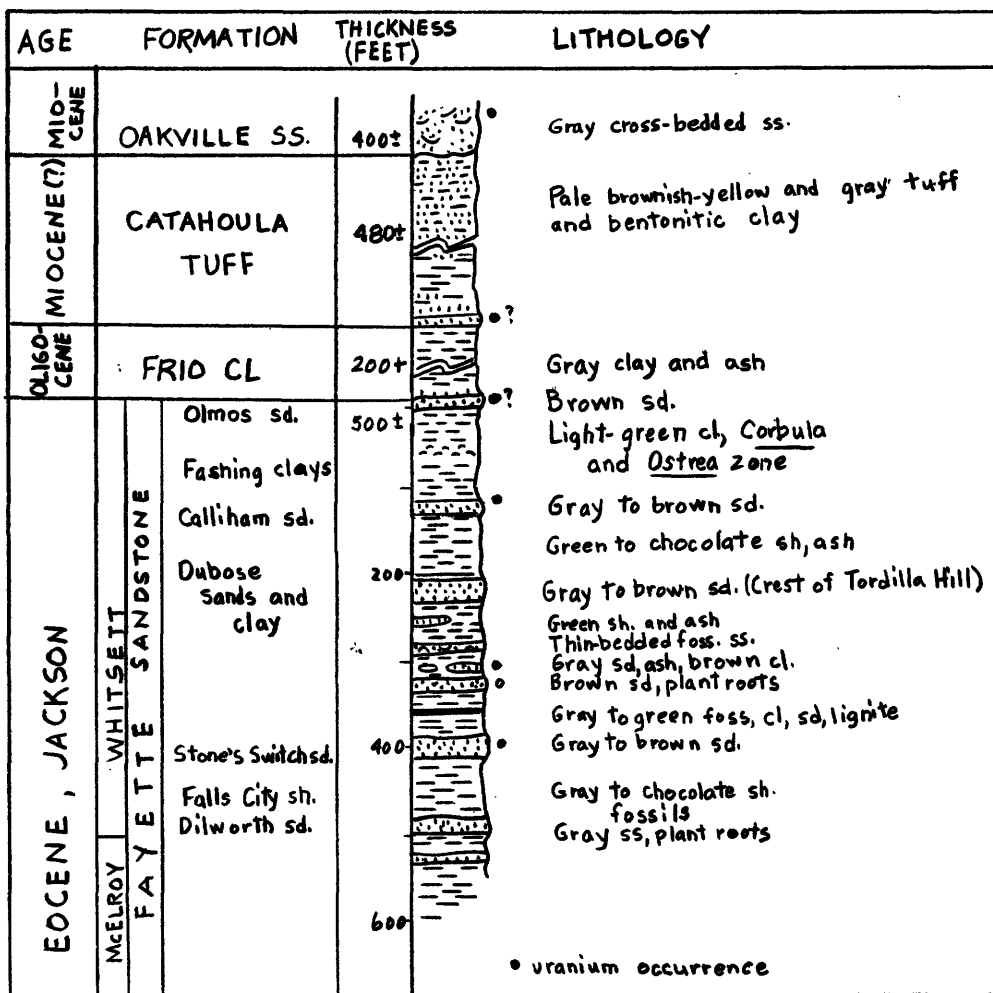 AGE FORMATION THICKNESS (FEET) LITHOLOGY
MIO-
CENE
OAKVILLE SS. 400± Gray cross-bedded ss.
MIOCENE(?)
CATAHOULA
TUFF
480±
Pale brownish-yellow and gray tuff
and bentonitic clay
?
OLIGO-
CENE
FRIO CL 200+ Gray clay and ash
?
EOCENE, JACKSON
WHITSETT
MCELROY
FAYETTE SANDSTONE
Olmos sd. 500± Brown sd.
Light-green cl, Corbula
and Ostrea zone
Fashing clays
Calliham sd. Gray to brown sd.
Green to chocolate sh, ash
Dubose
Sands and
clay
200
Gray to brown sd. (Crest of Tordilla Hill)
Green sh. and ash
Thin-bedded foss. ss.
Gray sd, ash, brown cl.
Brown sd, plant roots
Gray to green foss, cl, sd, lignite
Stone's Switch sd. 400 Gray to brown sd.
Falls City sh. Gray to chocolate sh.
fossils
Dilworth sd. Gray ss, plant roots
600
• uranium occurrence